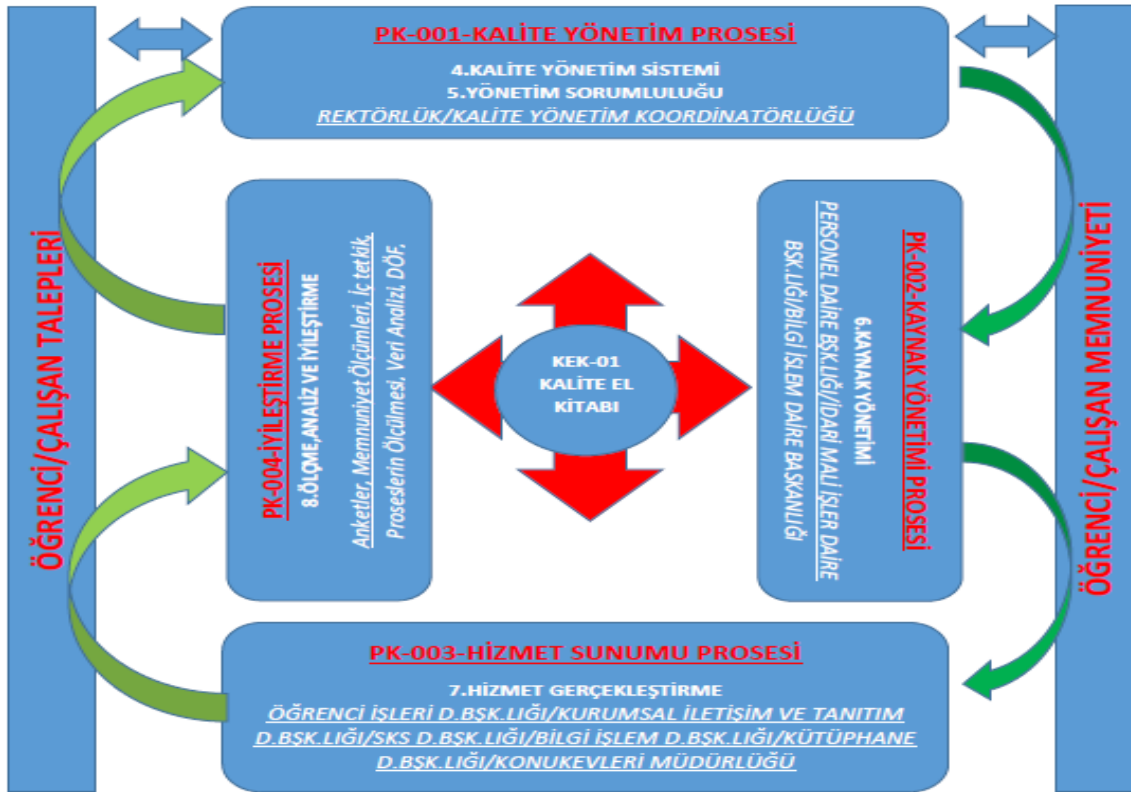 PK-001-KALİTE YÖNETİM PROSESİ
4.KALİTE YÖNETİM SİSTEMİ
5.YÖNETİM SORUMLULUĞU
REKTÖRLÜK/KALİTE YÖNETİM KOORDİNATÖRLÜĞÜ
ÖĞRENCİ/ÇALIŞAN TALEPLERİ
PK-004-İYİLEŞTİRME PROSESİ
8.ÖLÇME,ANALİZ VE İYİLEŞTİRME
Anketler, Memnuniyet Ölçümleri, İç tetkik,
Proseslerin Ölçülmesi, Veri Analizi, DÖF,
KEK-01
KALİTE EL
KİTABI
PK-002-KAYNAK YÖNETİMİ PROSESİ
6.KAYNAK YÖNETİMİ
PERSONEL DAİRE BŞK.LIĞI/İDARİ MALİ İŞLER DAİRE
BŞK.LIĞI/BİLGİ İŞLEM DAİRE BASKANLIĞI
ÖĞRENCİ/ÇALIŞAN MEMNUNİYETİ
PK-003-HİZMET SUNUMU PROSESİ
7.HİZMET GERÇEKLEŞTİRME
ÖĞRENCİ İŞLERİ D.BŞK.LIĞI/KURUMSAL İLETİŞİM VE TANITIM
D.BŞK.LIĞI/SKS D.BŞK.LIĞI/BİLGİ İŞLEM D.BŞK.LIĞI/KÜTÜPHANE
D.BŞK.LIĞI/KONUKEVLERİ MÜDÜRLÜĞÜ